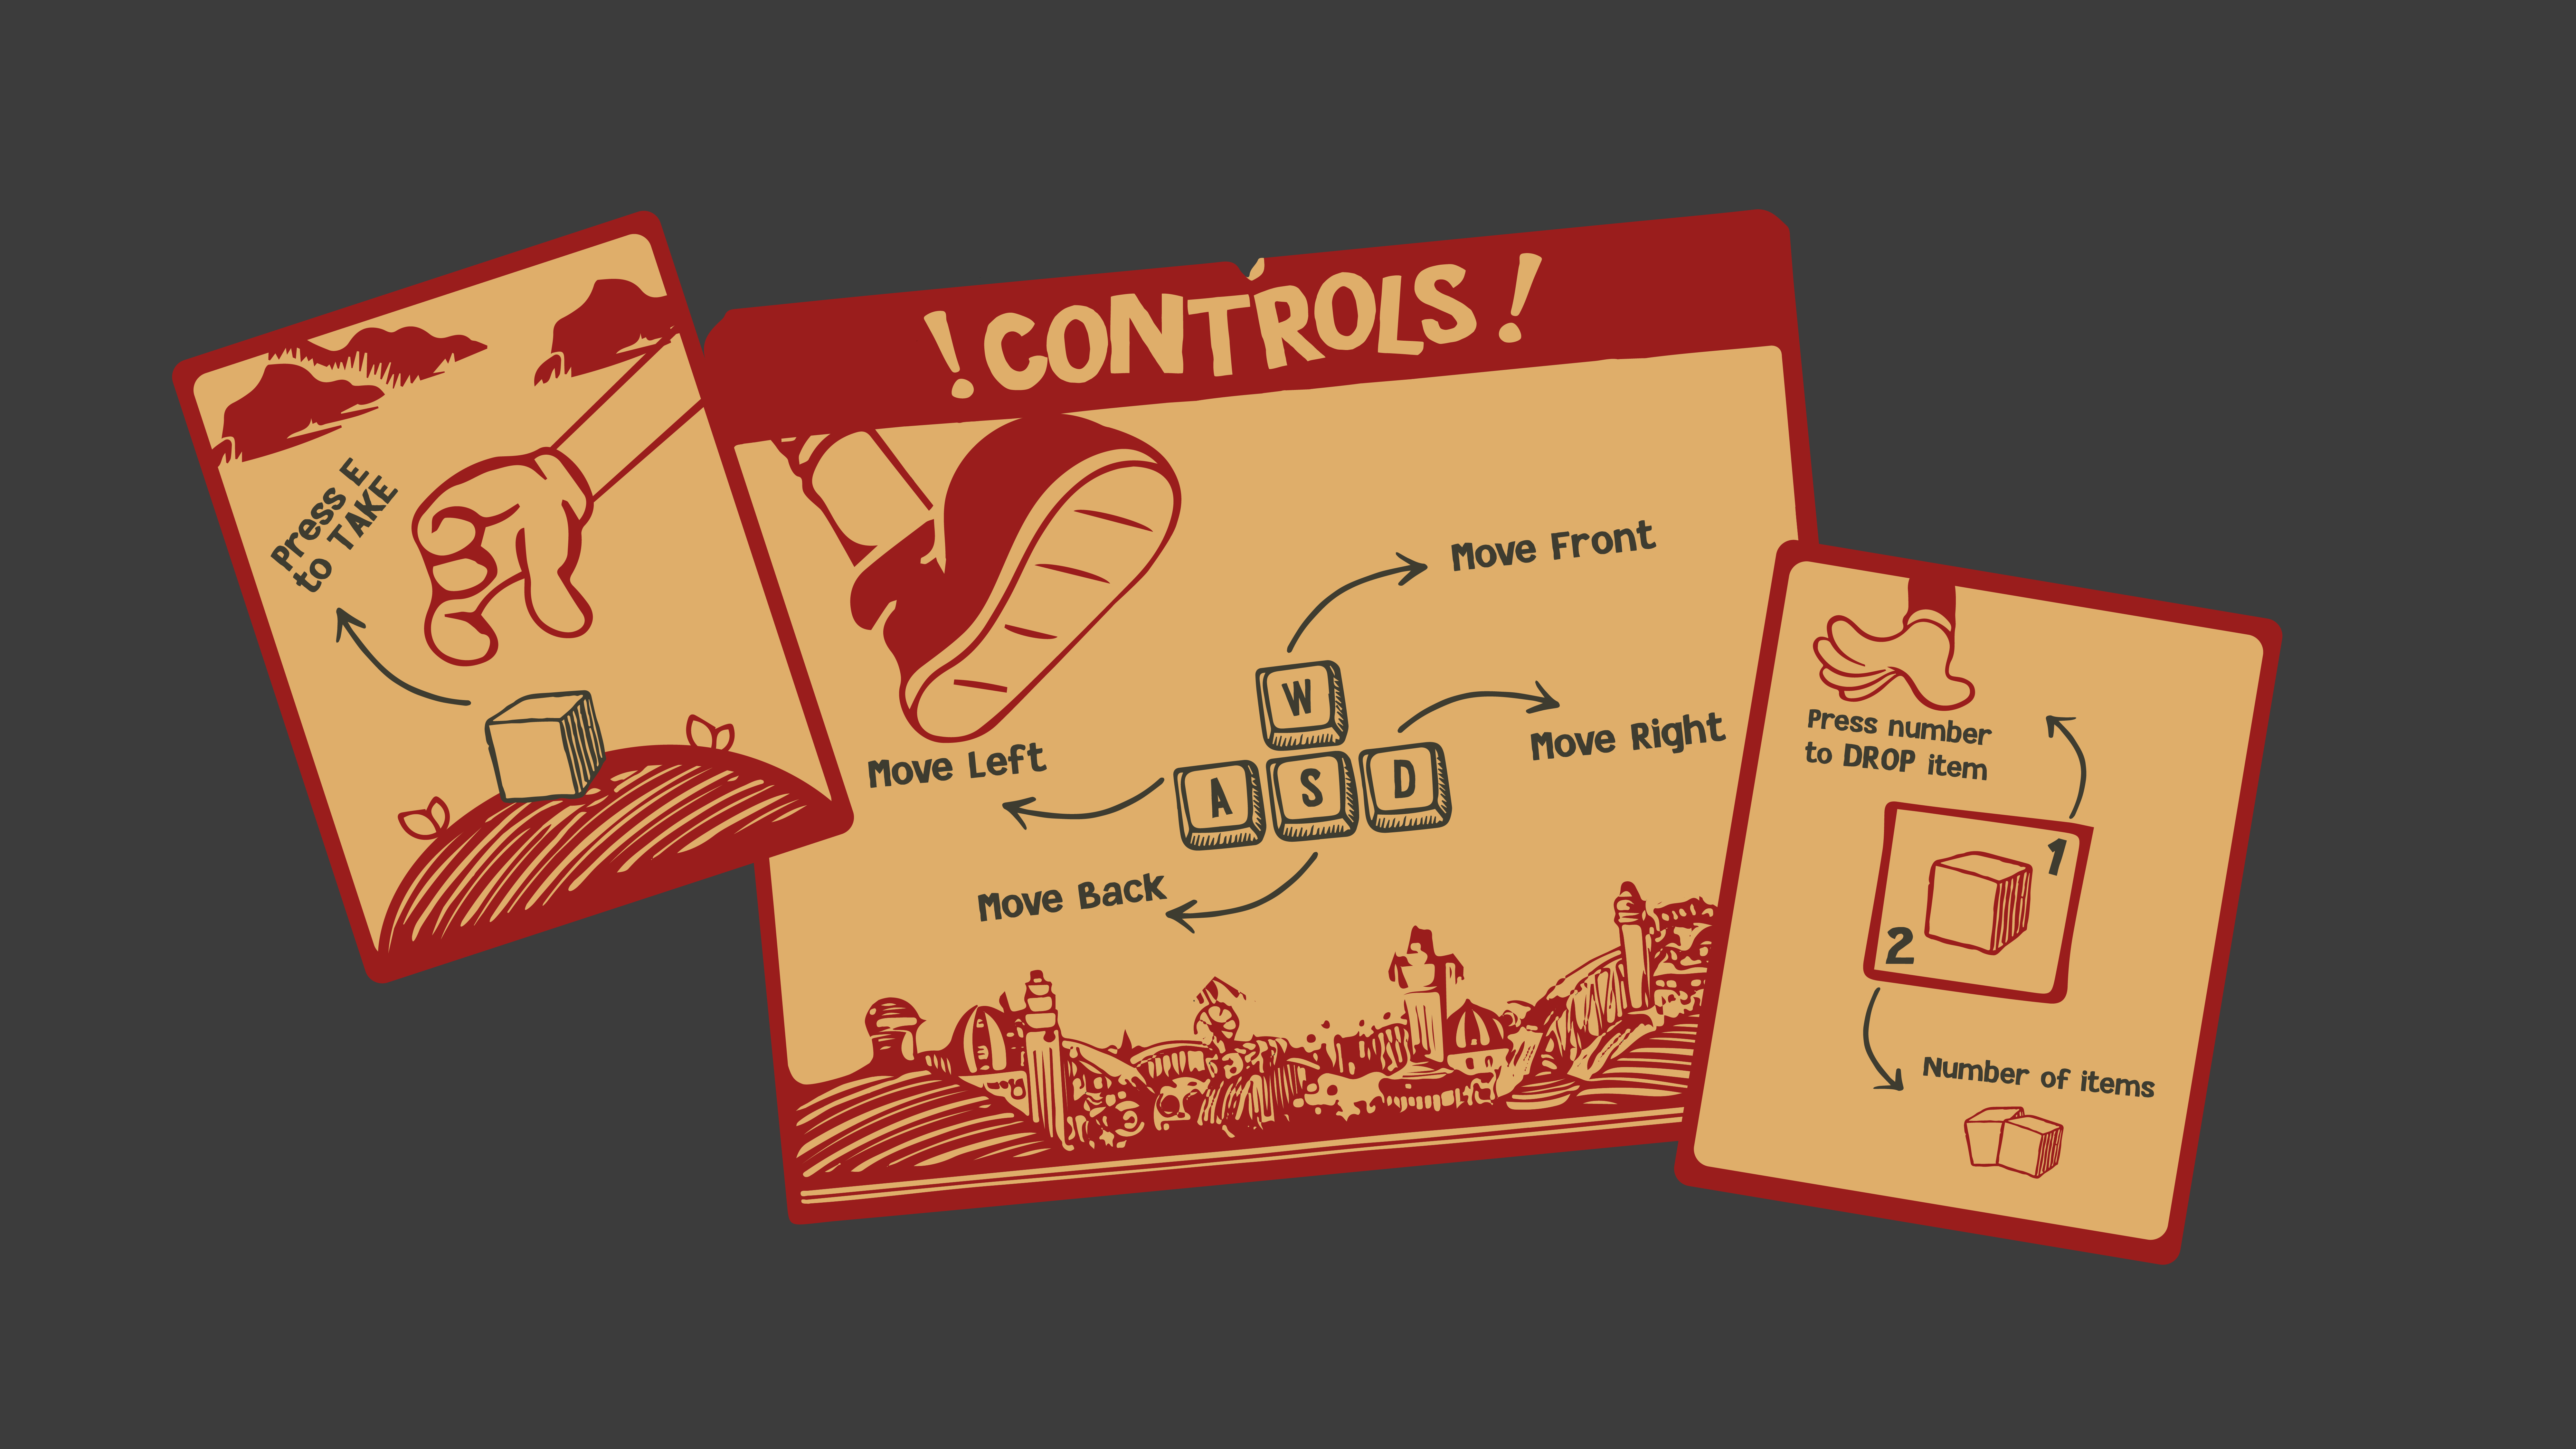 Press E
to TAKE
!CONTROLS!
Move Front
W
Move Right
Move Left
A S D
Move Back
Press number
to DROP item
1
2
Number of items